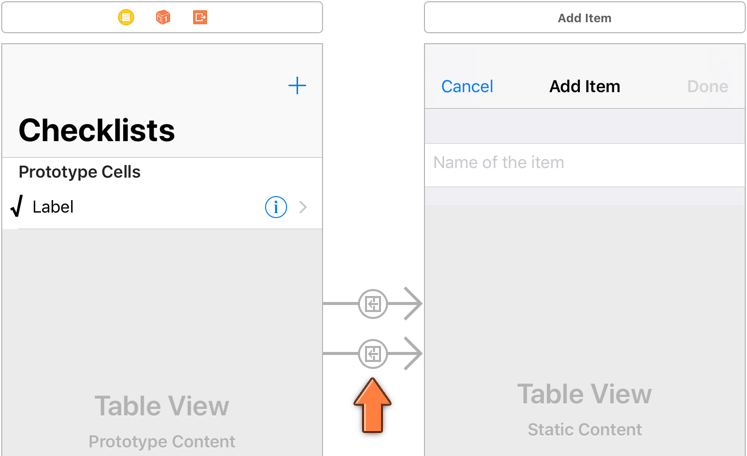 Add Item
Checklists
Prototype Cells
√ Label
Table View
Prototype Content
Cancel Add Item Done
Name of the item
Table View
Static Content